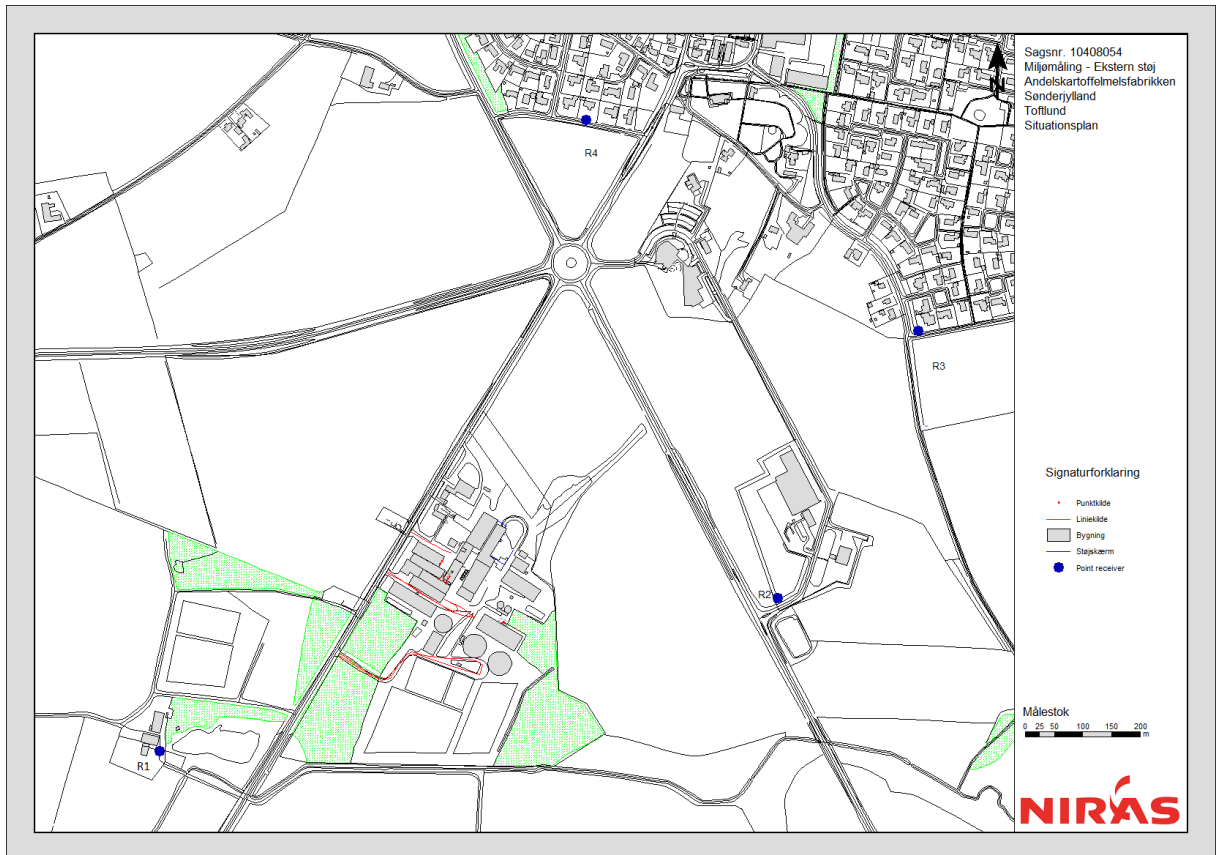 Sagsnr. 10408054
Miljømåling - Ekstern støj
Andelskartoffelmelsfabrikken
Sønderjylland
Toftlund
Situationsplan
N
R4
R3
R2
R1
Signaturforklaring
Punktkilde
Liniekilde
Bygning
Støjskærm
Point receiver
Målestok
0 25 50 100 150 200
m
NIRAS